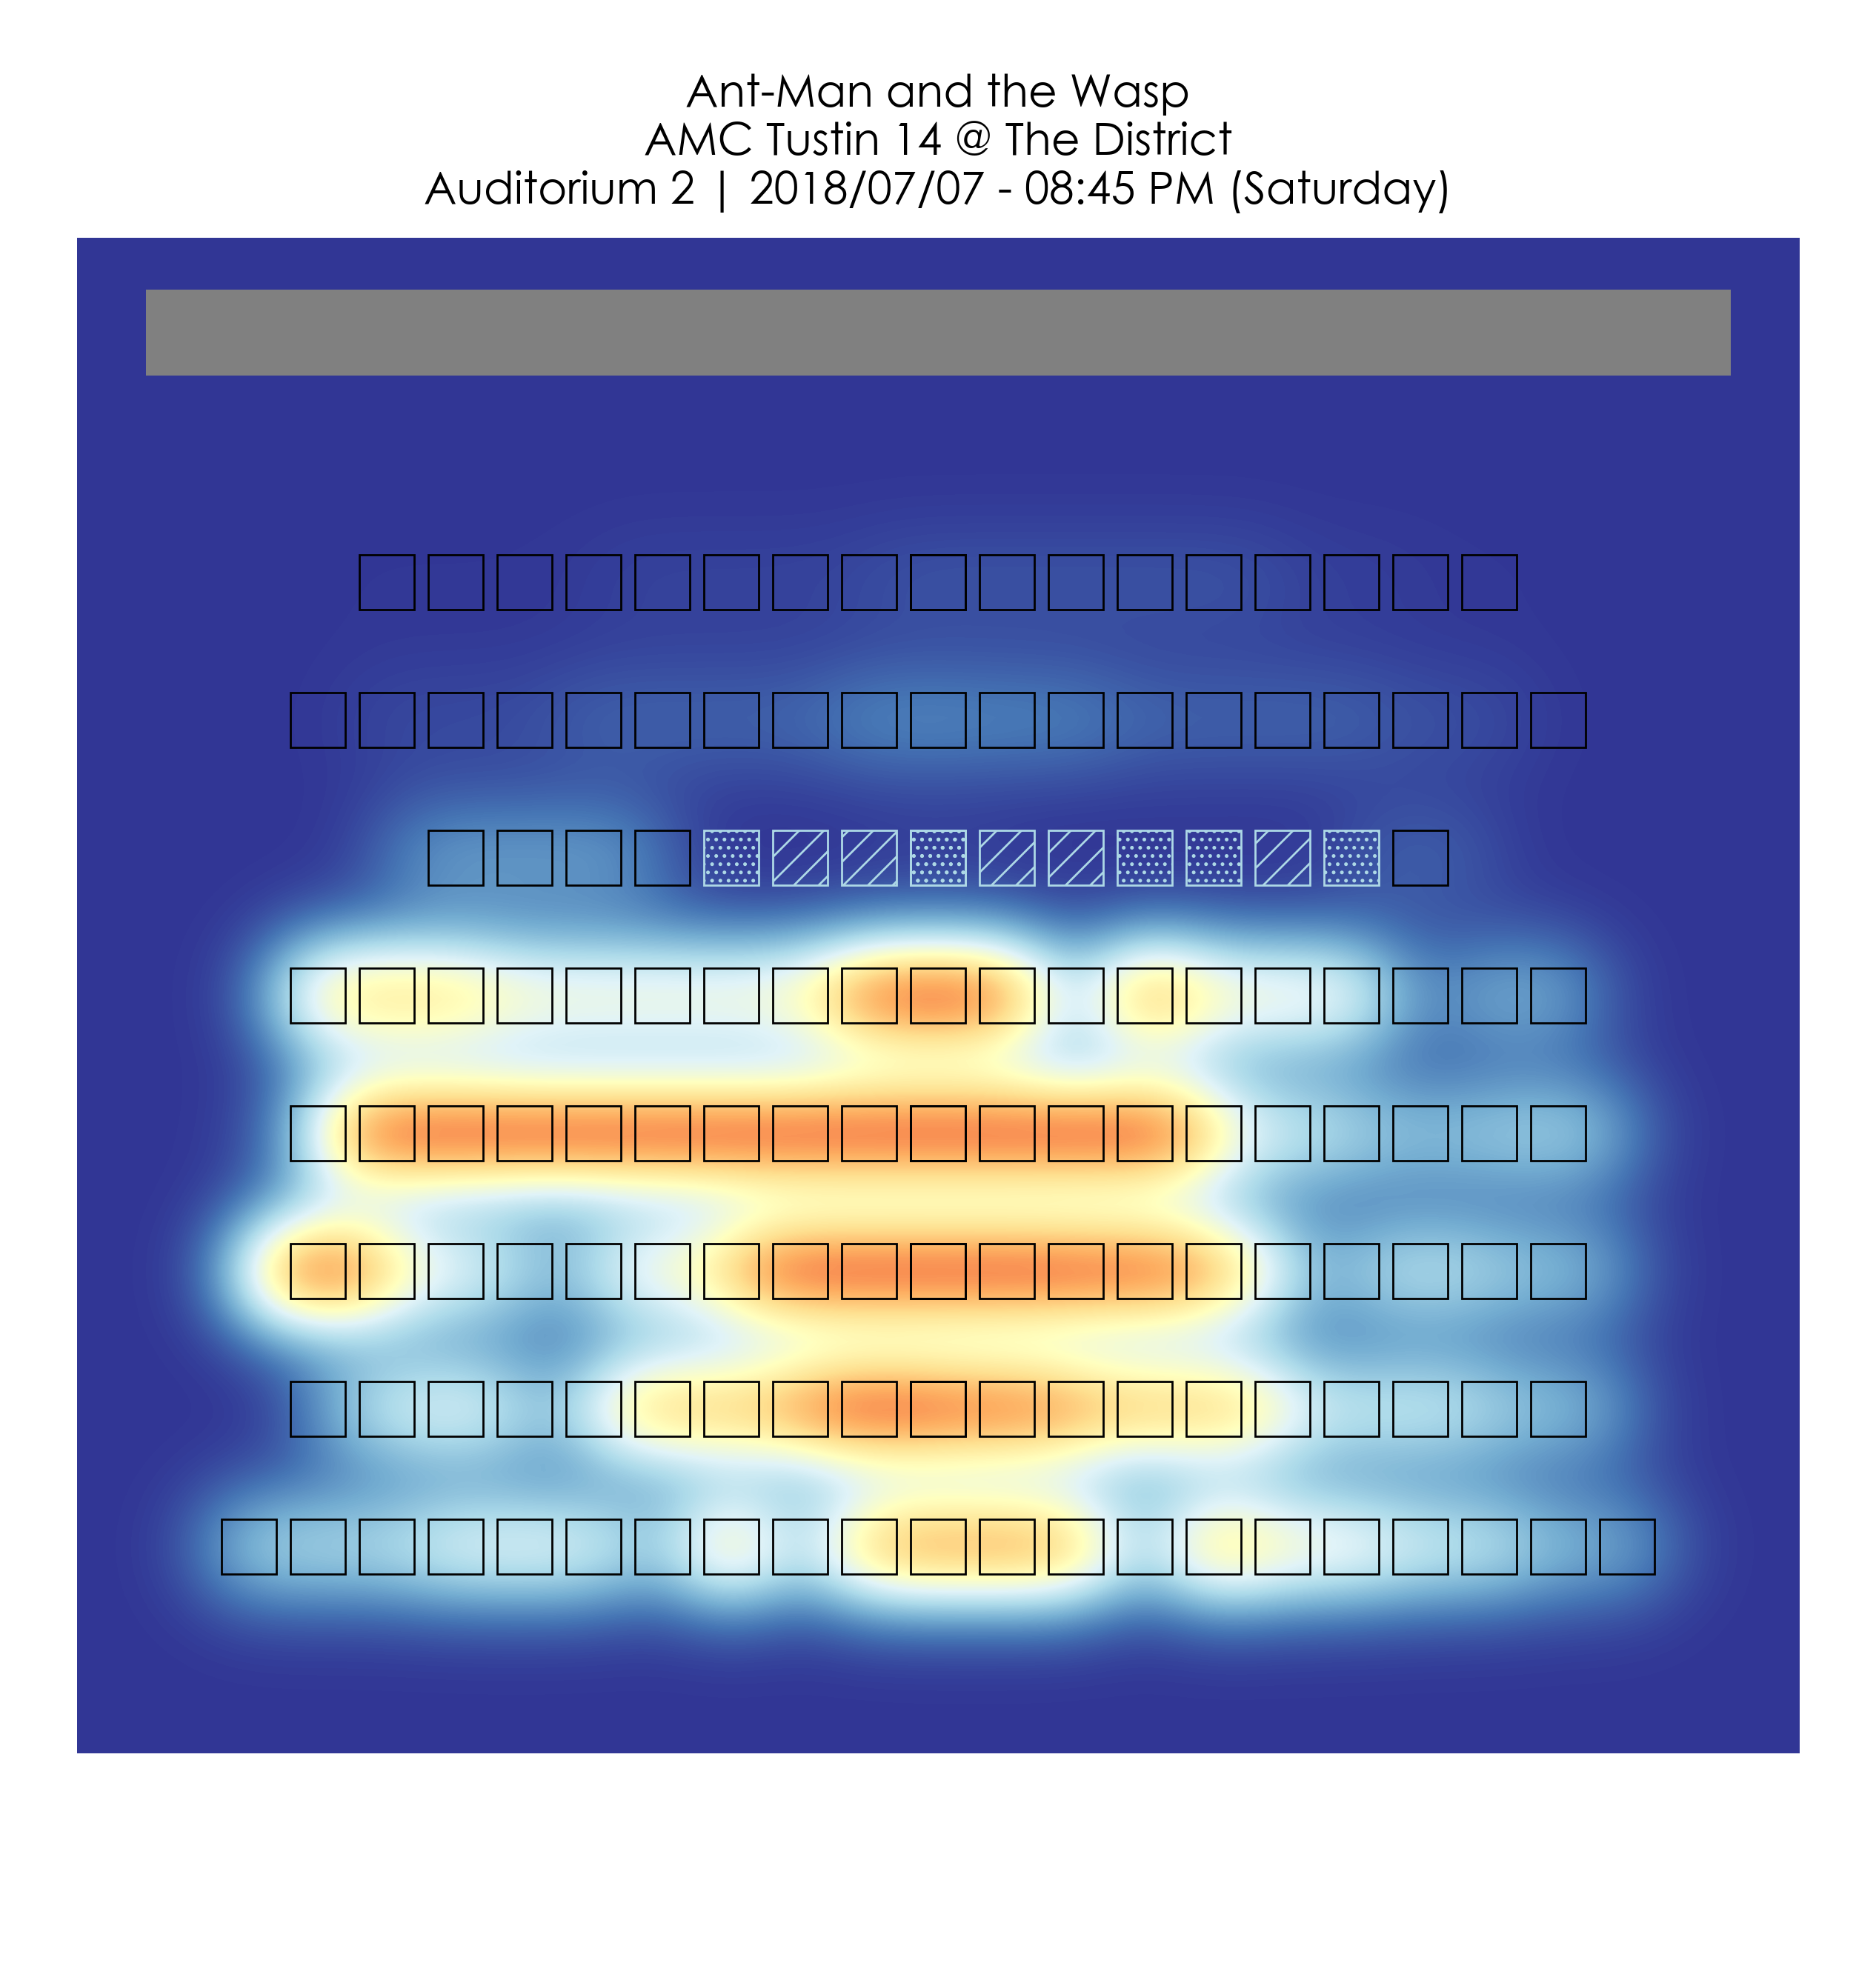 Ant-Man and the Wasp
AMC Tustin 14 @ The District
Auditorium 2 | 2018/07/07 - 08:45 PM (Saturday)